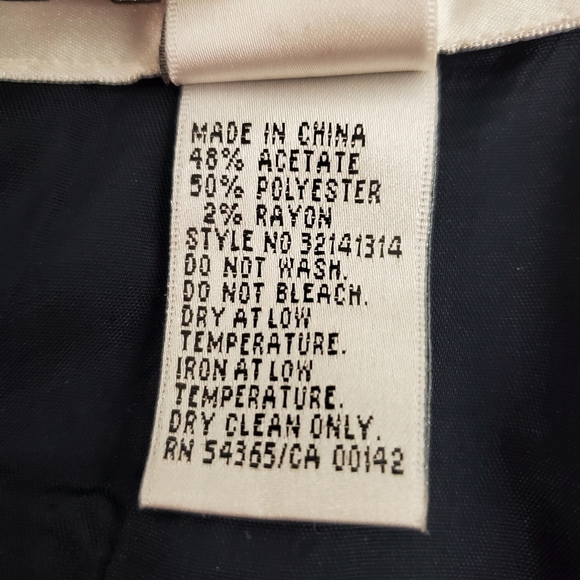 MADE IN CHINA
48% ACETATE
50% POLYESTER
2% RAYON
STYLE NO 32141314
DO NOT WASH.
DO NOT BLEACH.
DRY AT LOW
TEMPERATURE.
IRON AT LOW
TEMPERATURE.
DRY CLEAN ONLY.
RN 54365/CA 00142